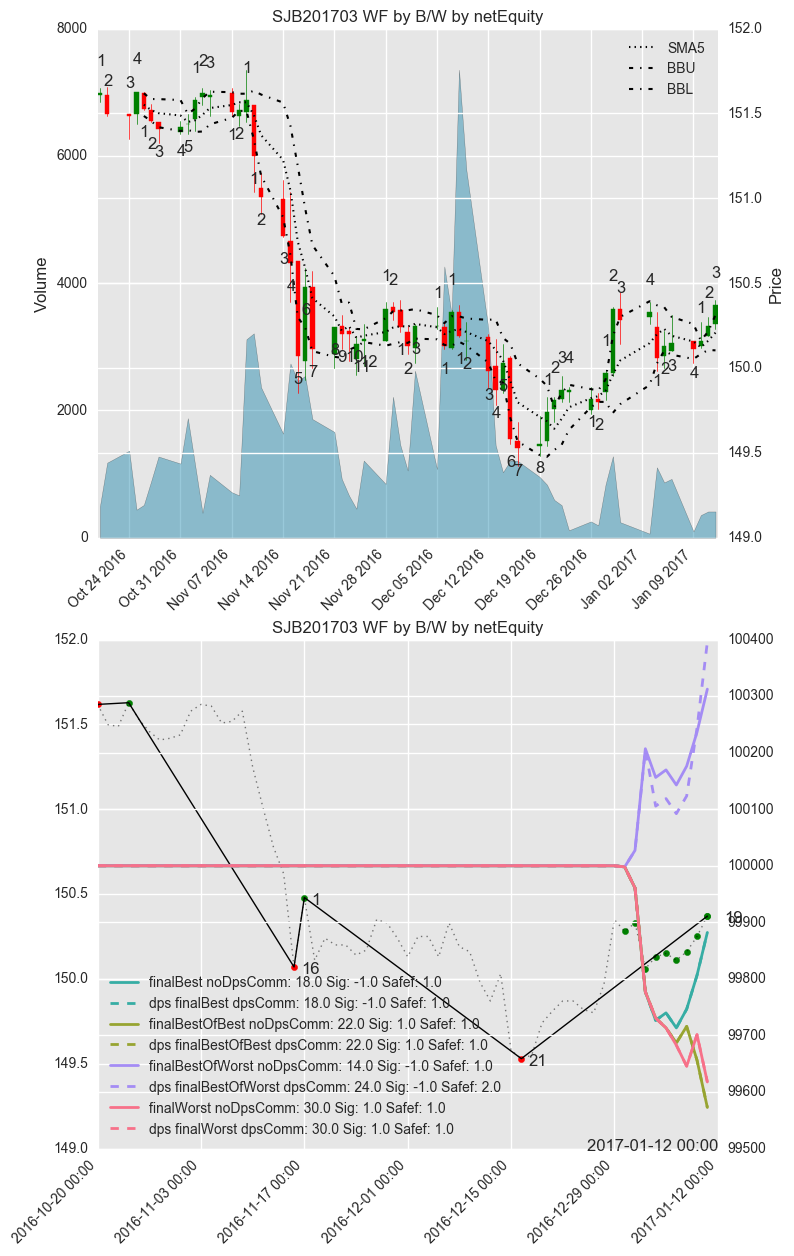 SJB201703 WF by B/W by netEquity
8000
6000
4000
2000
0
Volume
152.0
151.5
151.0
150.5
150.0
149.5
149.0
Price
SMA5
BBU
BBL
Oct 24 2016
Oct 31 2016
Nov 07 2016
Nov 14 2016
Nov 21 2016
Nov 28 2016
Dec 05 2016
Dec 12 2016
Dec 19 2016
Dec 26 2016
Jan 02 2017
Jan 09 2017
SJB201703 WF by B/W by netEquity
152.0
151.5
151.0
150.5
150.0
149.5
149.0
100400
100300
100200
100100
100000
99900
99800
99700
99600
99500
1
16
21
19
finalBest noDpsComm: 18.0 Sig: -1.0 Safef: 1.0
dps finalBest dpsComm: 18.0 Sig: -1.0 Safef: 1.0
finalBestOfBest noDpsComm: 22.0 Sig: 1.0 Safef: 1.0
dps finalBestOfBest dpsComm: 22.0 Sig: 1.0 Safef: 1.0
finalBestOfWorst noDpsComm: 14.0 Sig: -1.0 Safef: 1.0
dps finalBestOfWorst dpsComm: 24.0 Sig: -1.0 Safef: 2.0
finalWorst noDpsComm: 30.0 Sig: 1.0 Safef: 1.0
dps finalWorst dpsComm: 30.0 Sig: 1.0 Safef: 1.0
2017-01-12 00:00
2016-10-20 00:00
2016-11-03 00:00
2016-11-17 00:00
2016-12-01 00:00
2016-12-15 00:00
2016-12-29 00:00
2017-01-12 00:00